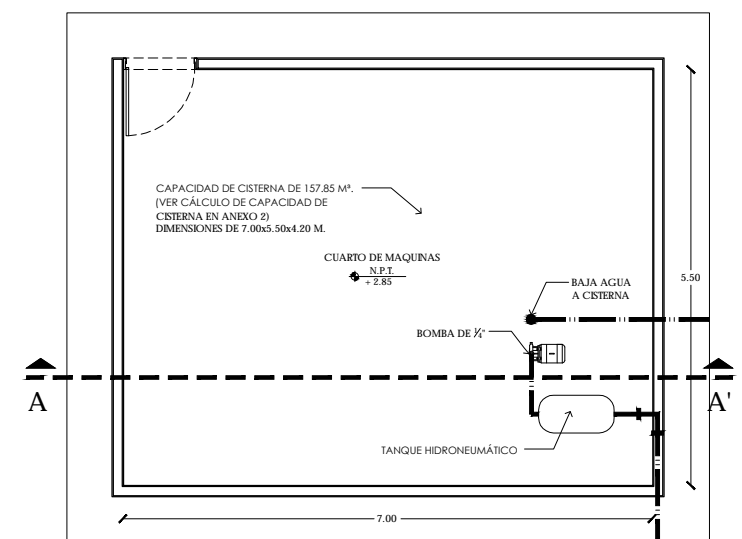 CAPACIDAD DE CISTERNA DE 157.85 M³.
(VER CÁLCULO DE CAPACIDAD DE
CISTERNA EN ANEXO 2)
DIMENSIONES DE 7.00x5.50x4.20 M.
CUARTO DE MAQUINAS
N.P.T.
+ 2.85
5.50
BAJA AGUA
A CISTERNA
BOMBA DE ¼"
A
A'
TANQUE HIDRONEUMÁTICO
7.00